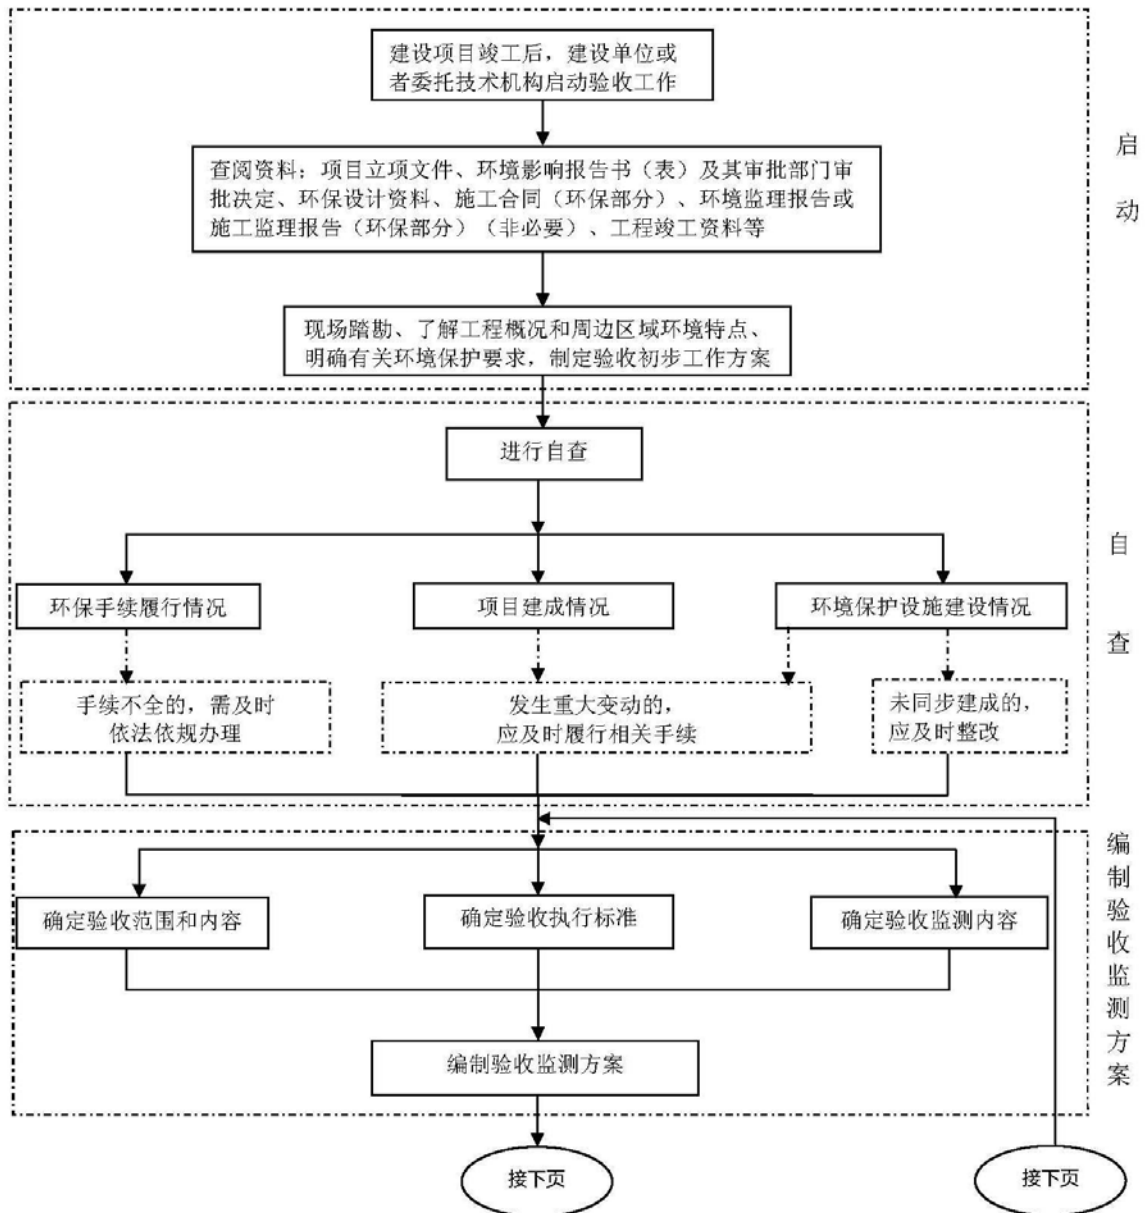 建设项目竣工后，建设单位或
者委托技术机构启动验收工作
启
动
查阅资料：项目立项文件、环境影响报告书（表）及其审批部门审
批决定、环保设计资料、施工合同（环保部分）、环境监理报告或
施工监理报告（环保部分）（非必要）、工程竣工资料等
现场踏勘、了解工程概况和周边区域环境特点、
明确有关环境保护要求，制定验收初步工作方案
进行自查
自
查
环保手续履行情况
项目建成情况
环境保护设施建设情况
手续不全的，需及时
依法依规办理
发生重大变动的，
应及时履行相关手续
未同步建成的，
应及时整改
编
制
验
收
监
测
方
案
确定验收范围和内容
确定验收执行标准
确定验收监测内容
编制验收监测方案
接下页
接下页